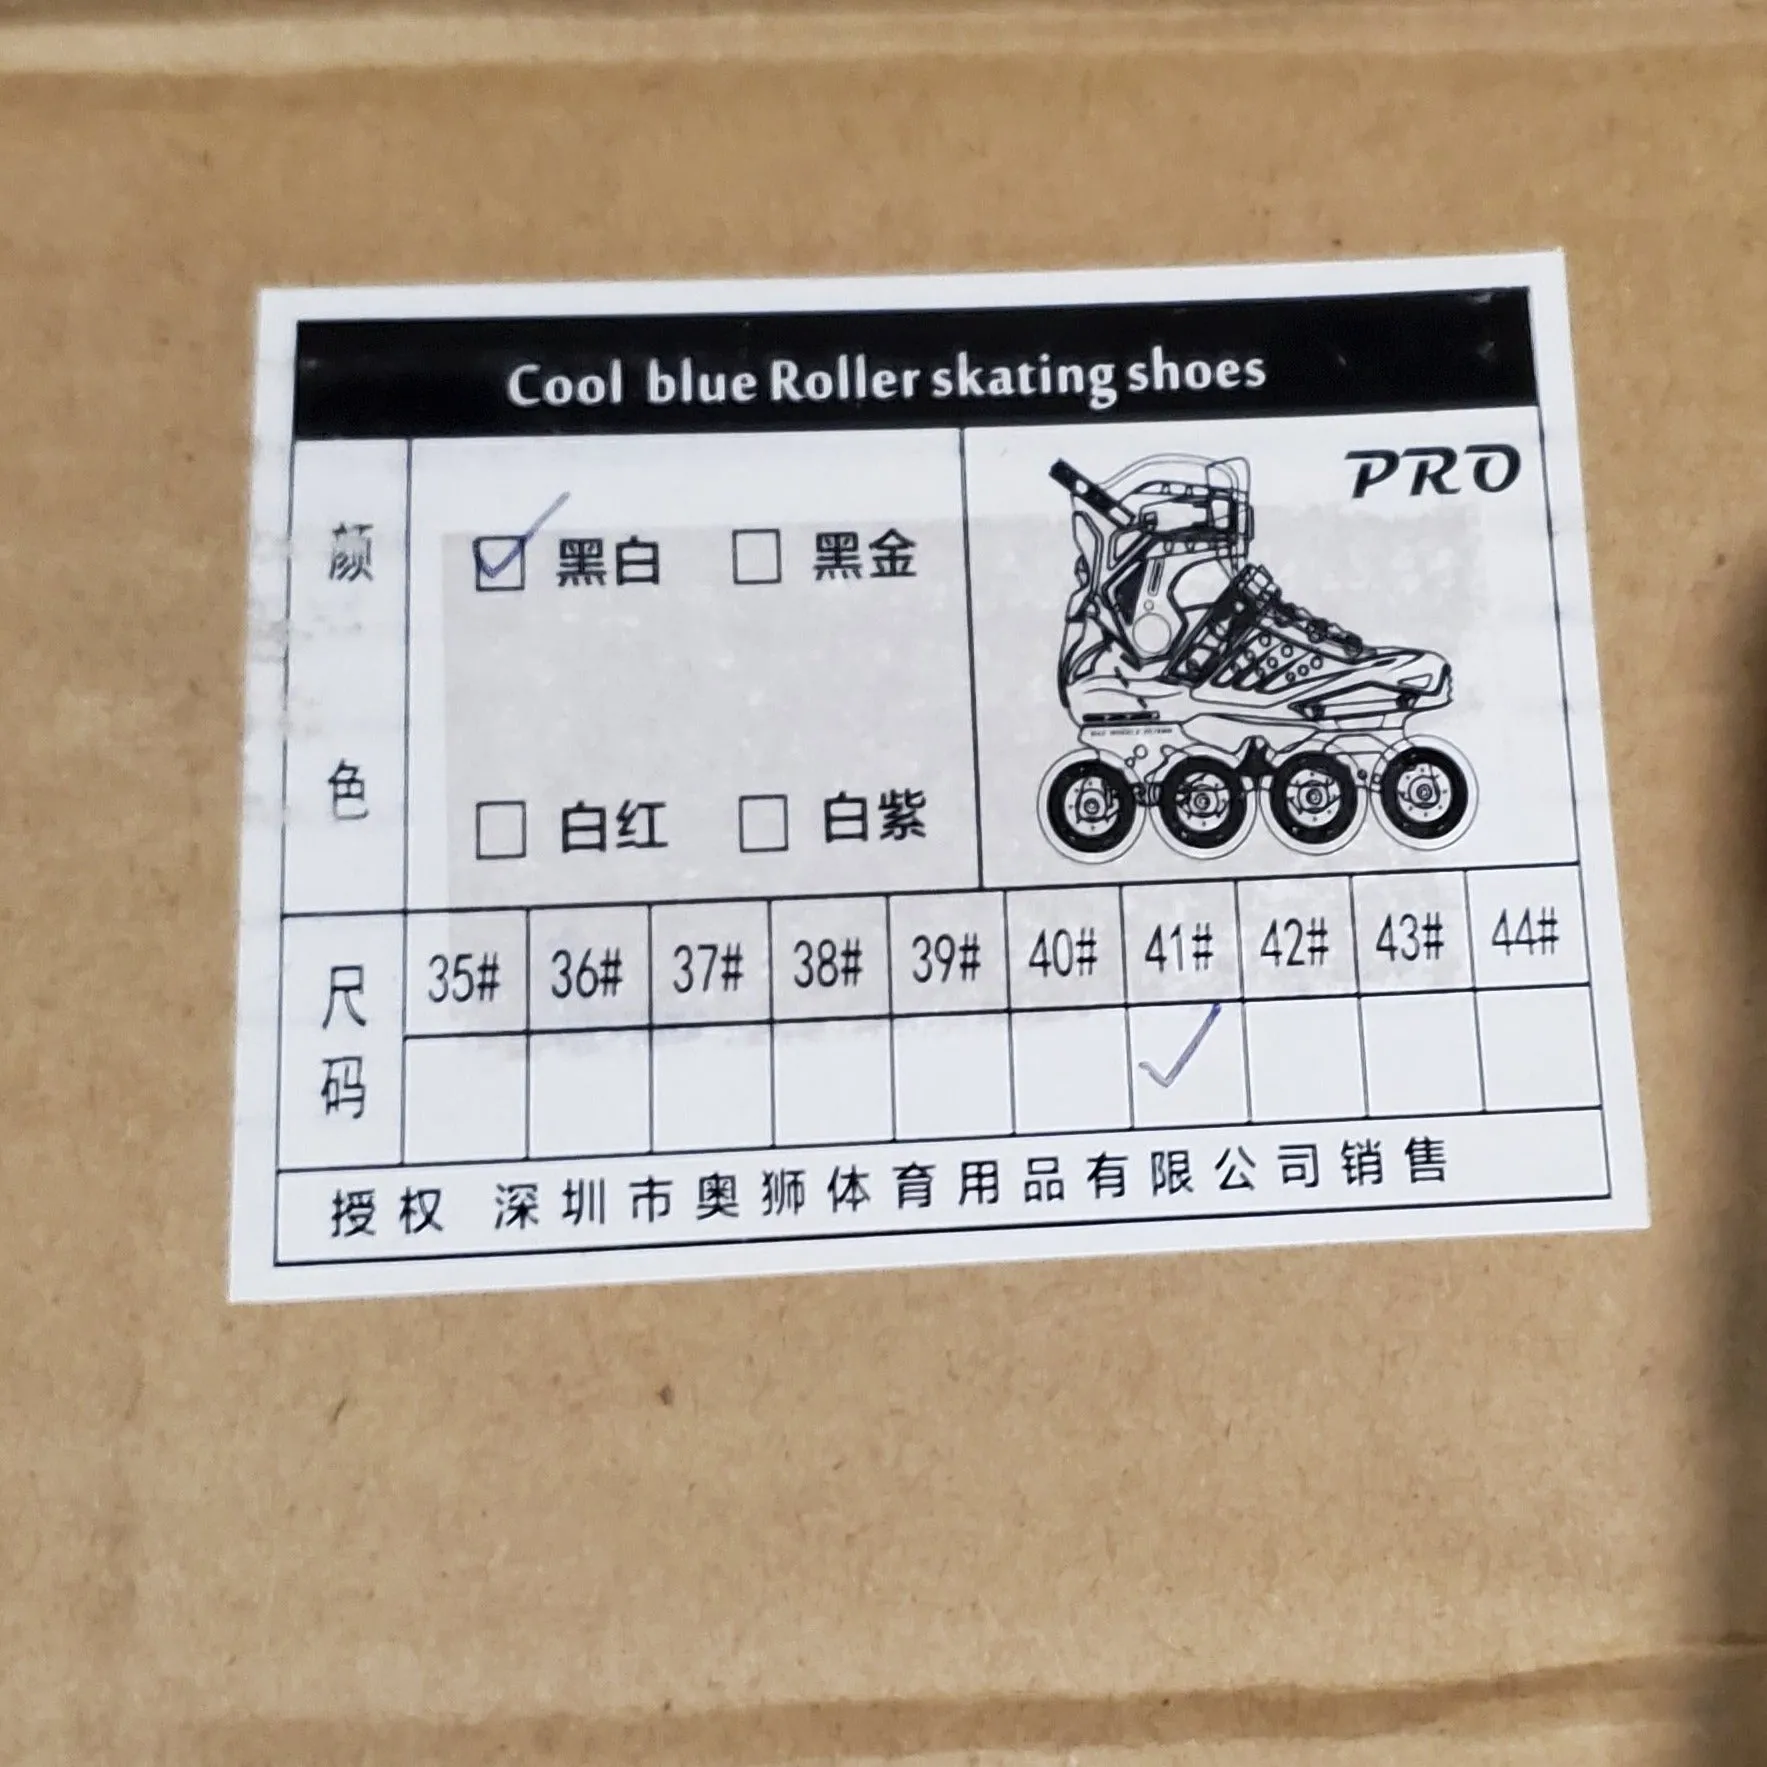 Cool blue Roller skating shoes
PRO
颜色
黑白 黑金
白红 白紫
尺码
35# 36# 37# 38# 39# 40# 41# 42# 43# 44#
授权 深圳市奥狮体育用品有限公司销售